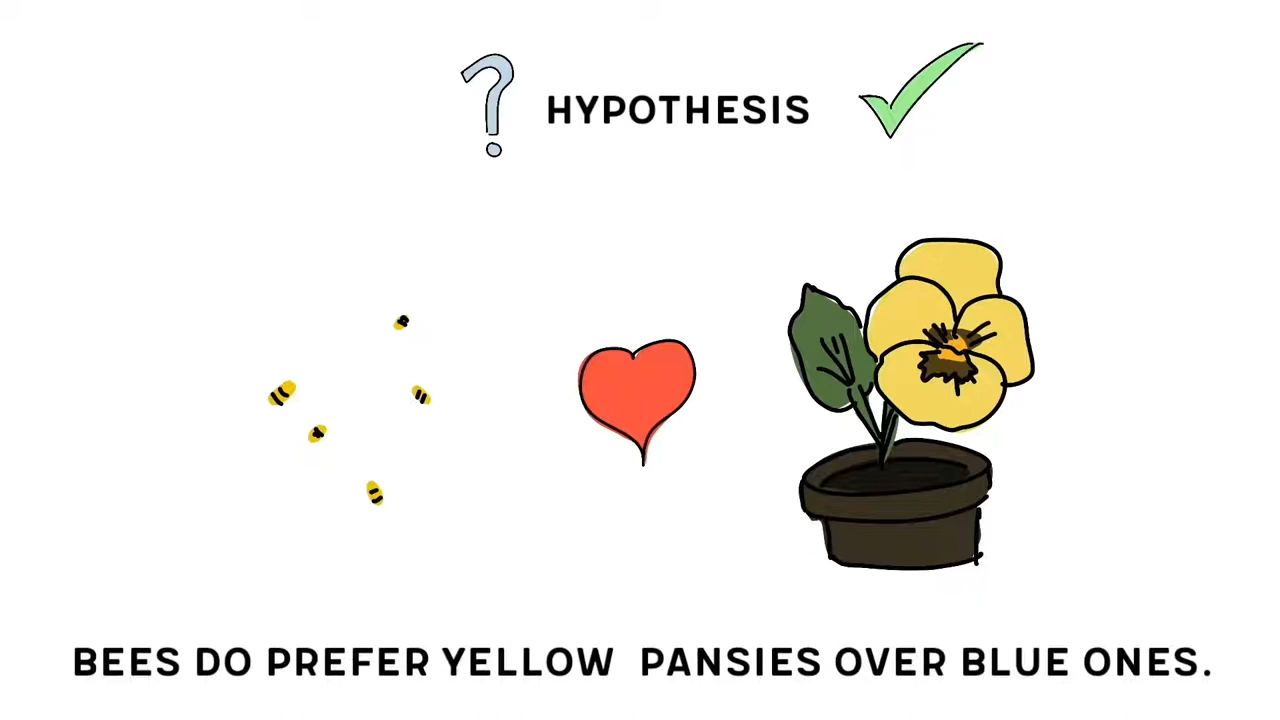 ? HYPOTHESIS
BEES DO PREFER YELLOW PANSIES OVER BLUE ONES.